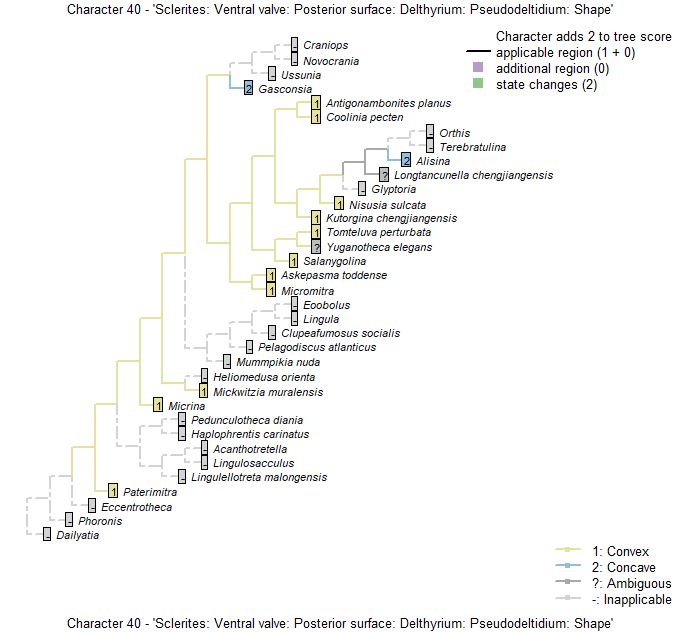 Character 40 - 'Sclerites: Ventral valve: Posterior surface: Delthyrium: Pseudodeltidium: Shape'
Character adds 2 to tree score
applicable region (1 + 0)
additional region (0)
state changes (2)
- Craniops
- Novocrania
- Ussunia
2 Gasconsia
1 Antigonambonites planus
1 Coolinia pecten
- Orthis
- Terebratulina
2 Alisina
? Longtancunella chengjiangensis
- Glyptoria
1 Nisusia sulcata
1 Kutorgina chengjiangensis
1 Tomteluva perturbata
? Yuganotheca elegans
1 Salanygolina
1 Askepasma toddense
1 Micromitra
- Eoobolus
- Lingula
- Clupeafumosus socialis
- Pelagodiscus atlanticus
- Mummpikia nuda
- Heliomedusa orienta
1 Mickwitzia muralensis
1 Micrina
- Pedunculotheca diania
- Haplophrentis carinatus
- Acanthotretella
- Lingulosacculus
- Lingulellotreta malongensis
1 Paterimitra
- Eccentrotheca
- Phoronis
- Dailyatia
1: Convex
2: Concave
?: Ambiguous
-: Inapplicable
Character 40 - 'Sclerites: Ventral valve: Posterior surface: Delthyrium: Pseudodeltidium: Shape'